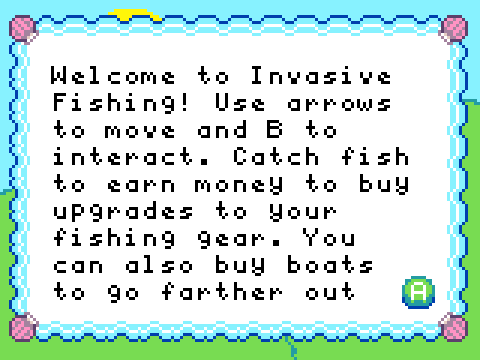 Welcome to Invasive
Fishing! Use arrows
to move and B to
interact. Catch fish
to earn money to buy
upgrades to your
fishing gear. You
can also buy boats
to go farther out
A